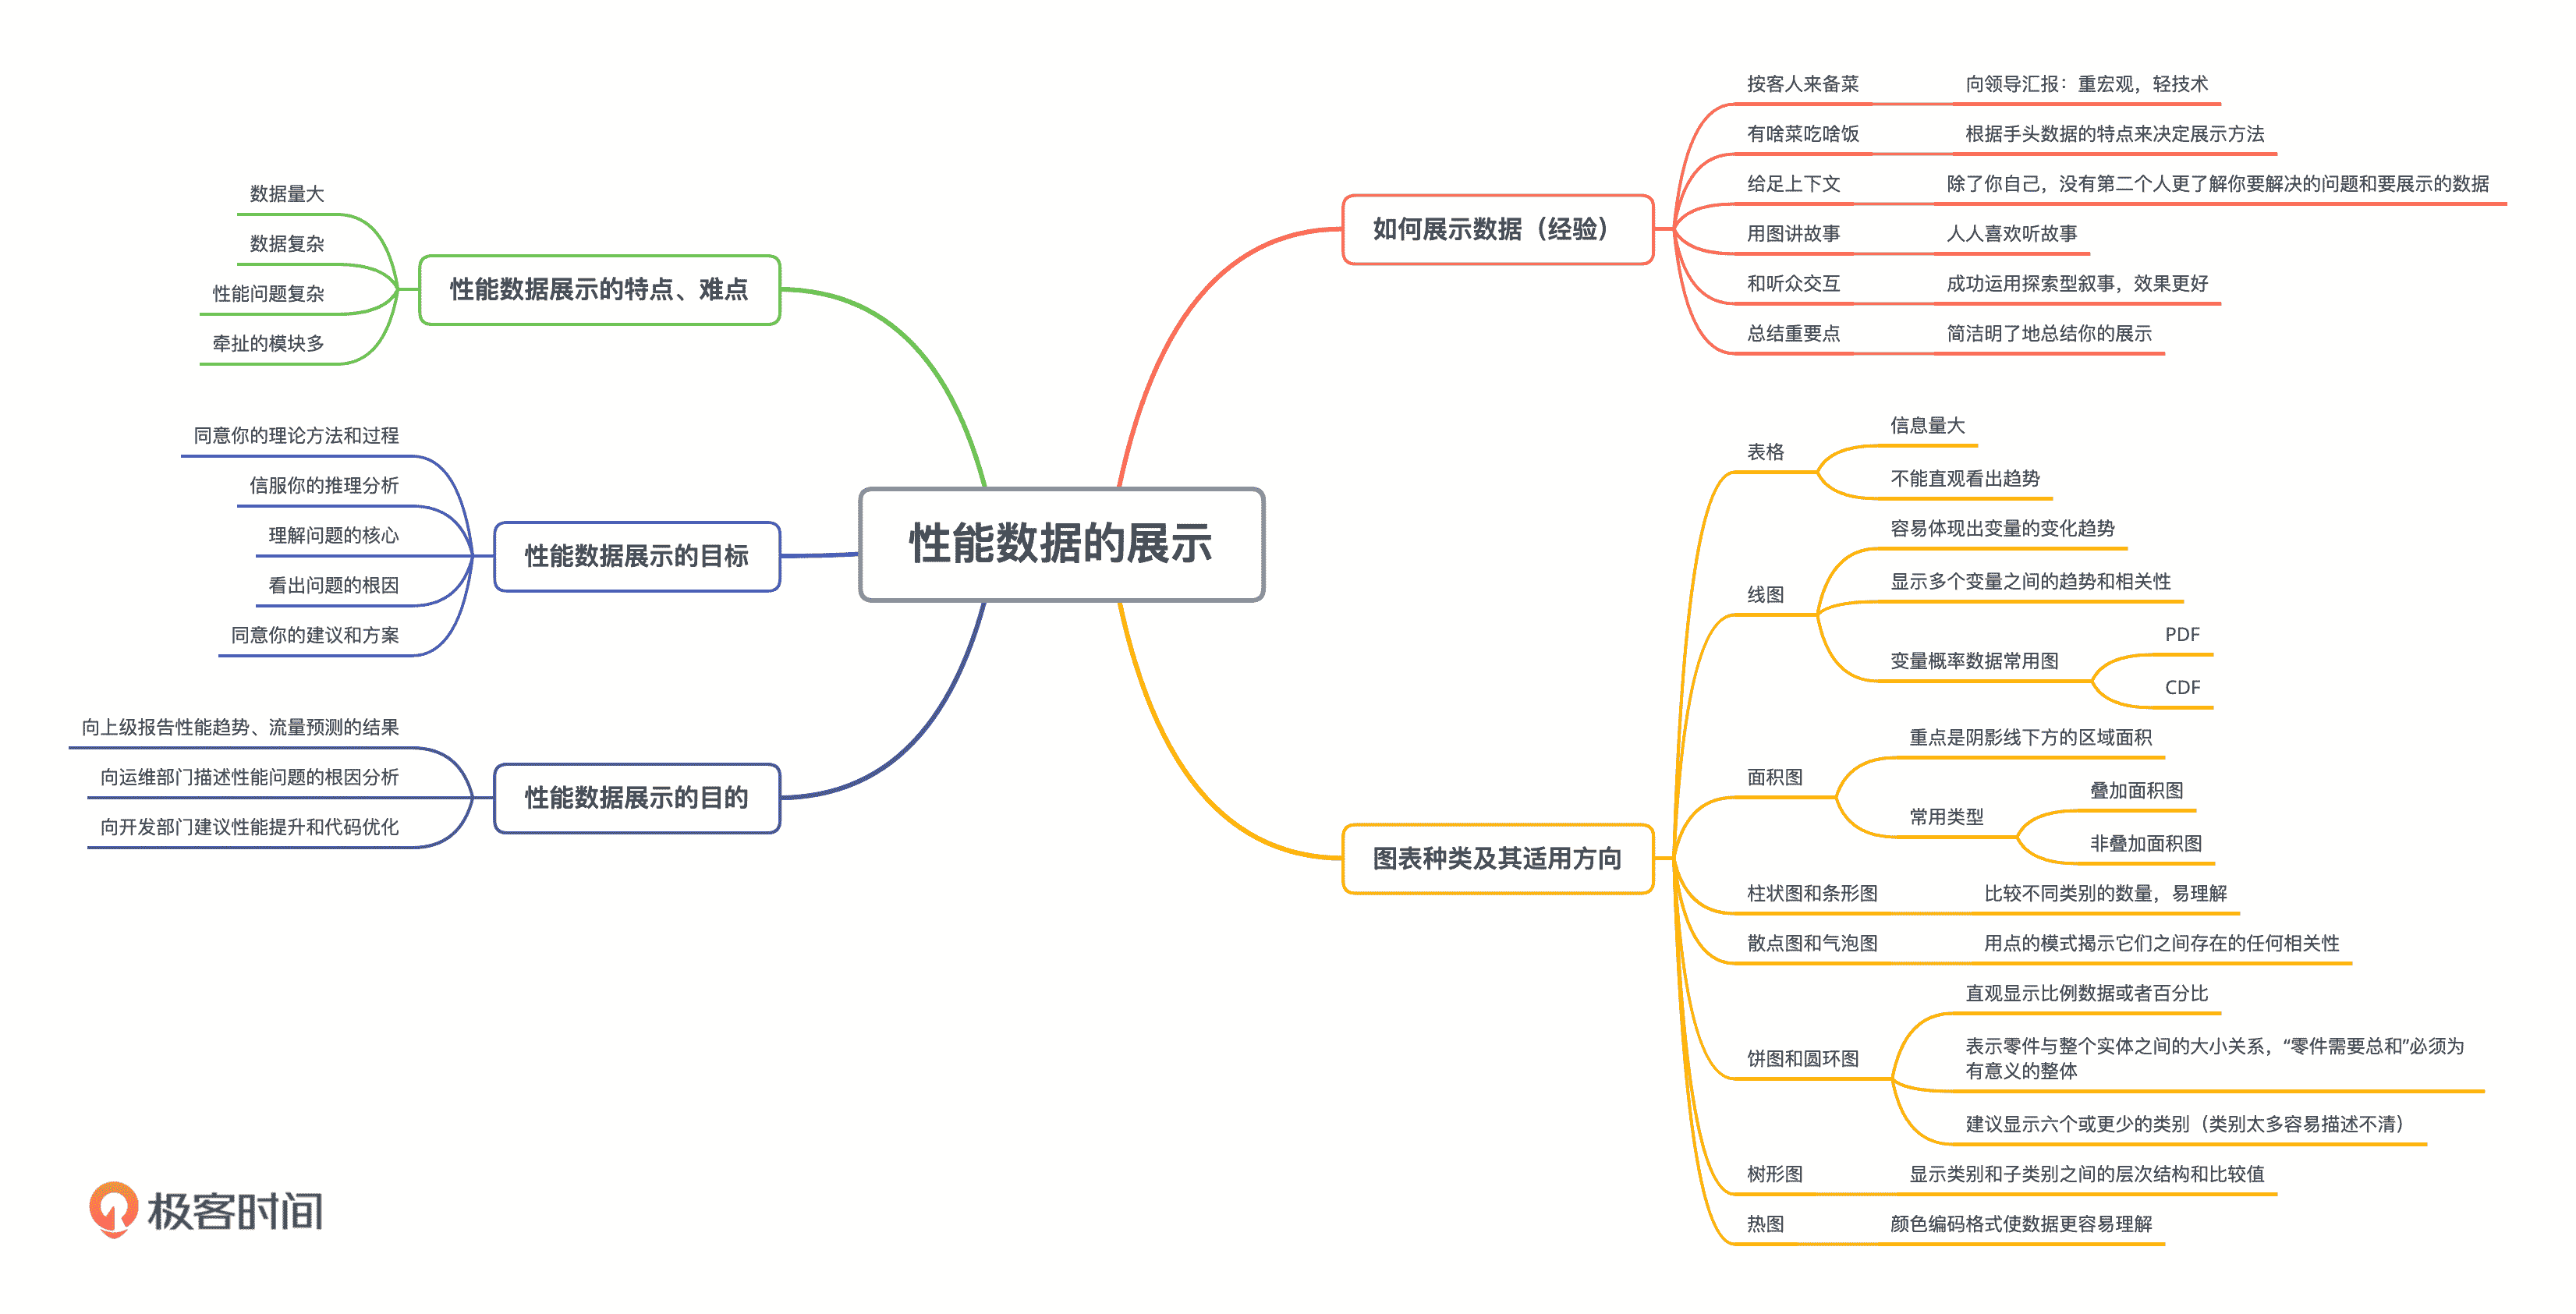 性能数据的展示
性能数据展示的特点、难点
数据量大
数据复杂
性能问题复杂
牵扯的模块多
性能数据展示的目标
同意你的理论方法和过程
信服你的推理分析
理解问题的核心
看出问题的根因
同意你的建议和方案
性能数据展示的目的
向上级报告性能趋势、流量预测的结果
向运维部门描述性能问题的根因分析
向开发部门建议性能提升和代码优化
如何展示数据（经验）
按客人来备菜
向领导汇报：重宏观，轻技术
有啥菜吃啥饭
根据手头数据的特点来决定展示方法
给足上下文
除了你自己，没有第二个人更了解你要解决的问题和要展示的数据
用图讲故事
人人喜欢听故事
和听众交互
成功运用探索型叙事，效果更好
总结重要点
简洁明了地总结你的展示
图表种类及其适用方向
表格
信息量大
不能直观看出趋势
线图
容易体现出变量的变化趋势
显示多个变量之间的趋势和相关性
变量概率数据常用图
PDF
CDF
面积图
重点是阴影线下方的区域面积
常用类型
叠加面积图
非叠加面积图
柱状图和条形图
比较不同类别的数量，易理解
散点图和气泡图
用点的模式揭示它们之间存在的任何相关性
饼图和圆环图
直观显示比例数据或者百分比
表示零件与整个实体之间的大小关系，“零件需要总和”必须为
有意义的整体
建议显示六个或更少的类别（类别太多容易描述不清）
树形图
显示类别和子类别之间的层次结构和比较值
热图
颜色编码格式使数据更容易理解
极客时间